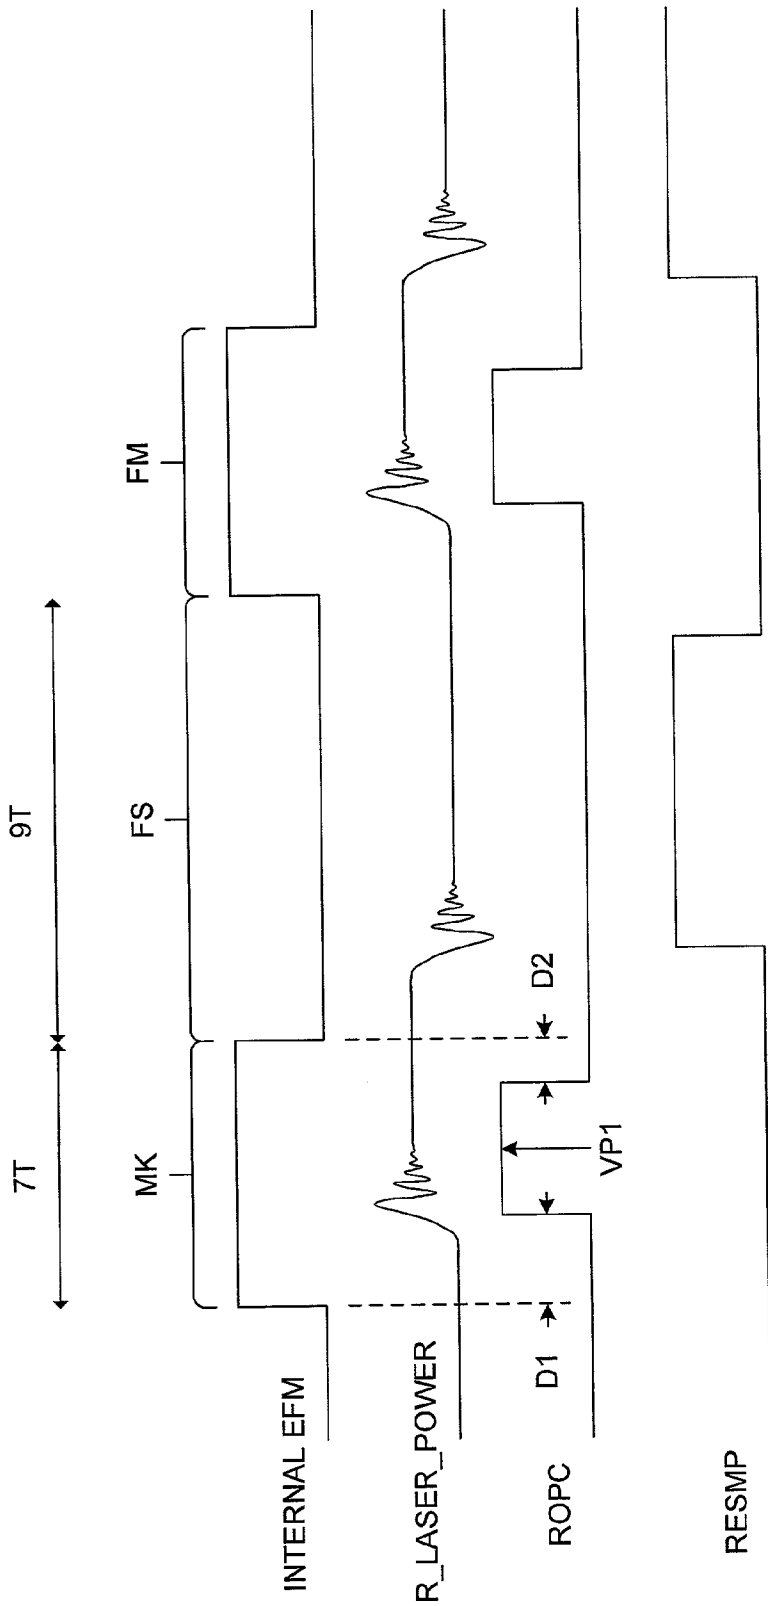 7T
9T
MK
FS
FM
INTERNAL EFM
R_LASER_POWER
ROPC
D1
VP1
D2
RESMP